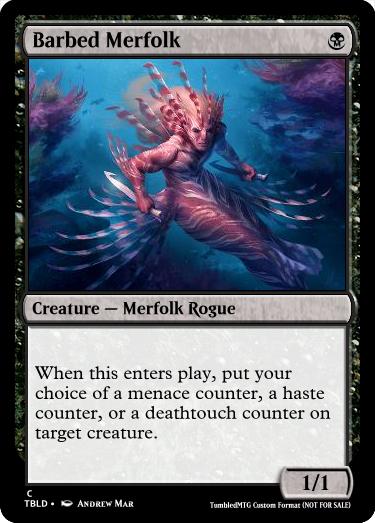 Barbed Merfolk
Creature — Merfolk Rogue
When this enters play, put your
choice of a menace counter, a haste
counter, or a deathtouch counter on
target creature.
1/1
C
TBLD • Andrew Mar
TumbledMTG Custom Format (NOT FOR SALE)